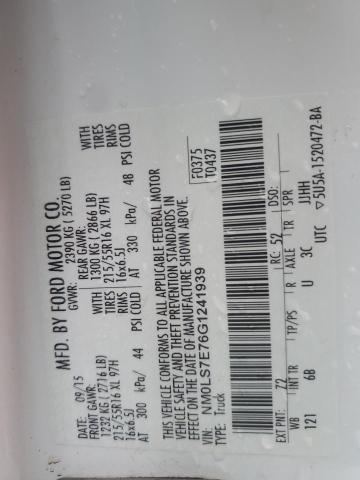 MFD. BY FORD MOTOR CO.
DATE: 09/15 GVWR: 2390 KG ( 5270 LB)
FRONT GAWR: WITH REAR GAWR: WITH
1232 KG ( 2716 LB) TIRES 1300 KG ( 2866 LB) TIRES
215/55R16 XL 97H RIMS 215/55R16 XL 97H RIMS
16x6.5J 16x6.5J
AT 300 kPa/ 44 PSI COLD AT 330 kPa/ 48 PSI COLD
THIS VEHICLE CONFORMS TO ALL APPLICABLE FEDERAL MOTOR
VEHICLE SAFETY AND THEFT PREVENTION STANDARDS IN
EFFECT ON THE DATE OF MANUFACTURE SHOWN ABOVE.
VIN: NM0LS7E76G1241939
TYPE: Truck
F0375
T0437
EXT PNT: Z2 RC: 52 DSO:
WB INT TR TP/PS R AXLE TR SPR
121 6B U 3C JJHH
UTC ▽5U5A-1520472-BA